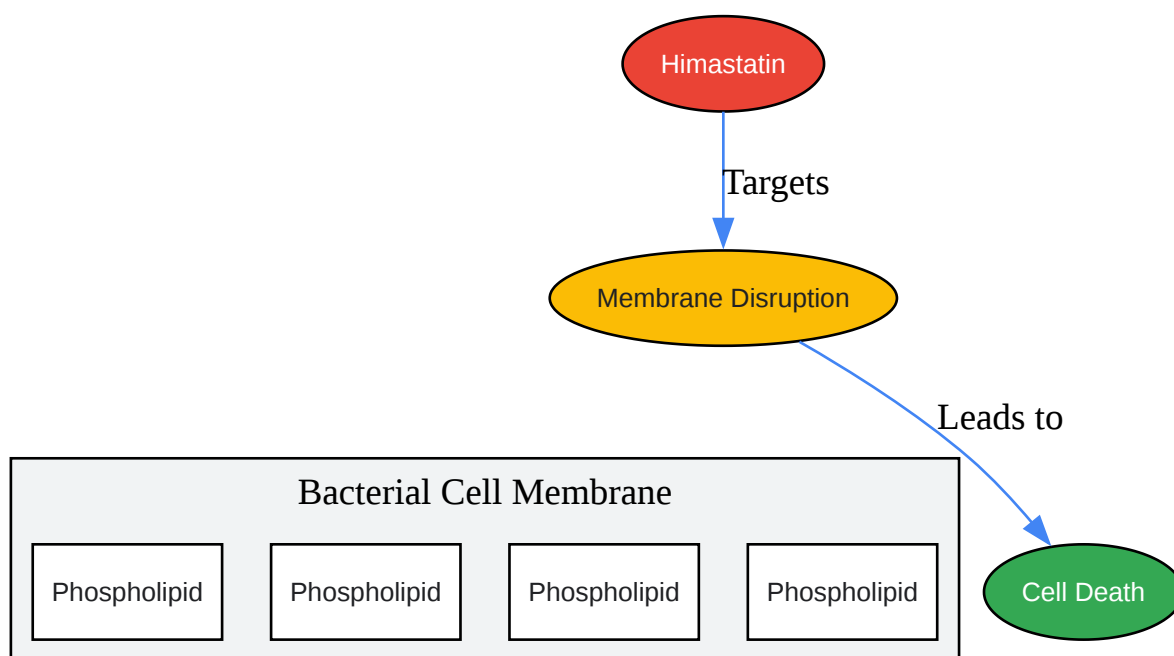 Himastatin
Targets
Membrane Disruption
Leads to
Bacterial Cell Membrane
Phospholipid
Phospholipid
Phospholipid
Phospholipid
Cell Death